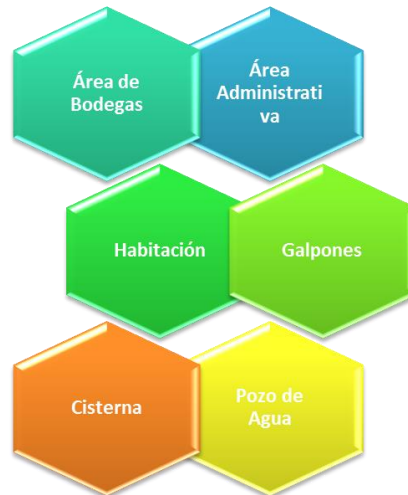 Área de
Bodegas
Área
Administrati
va
Habitación
Galpones
Cisterna
Pozo de
Agua